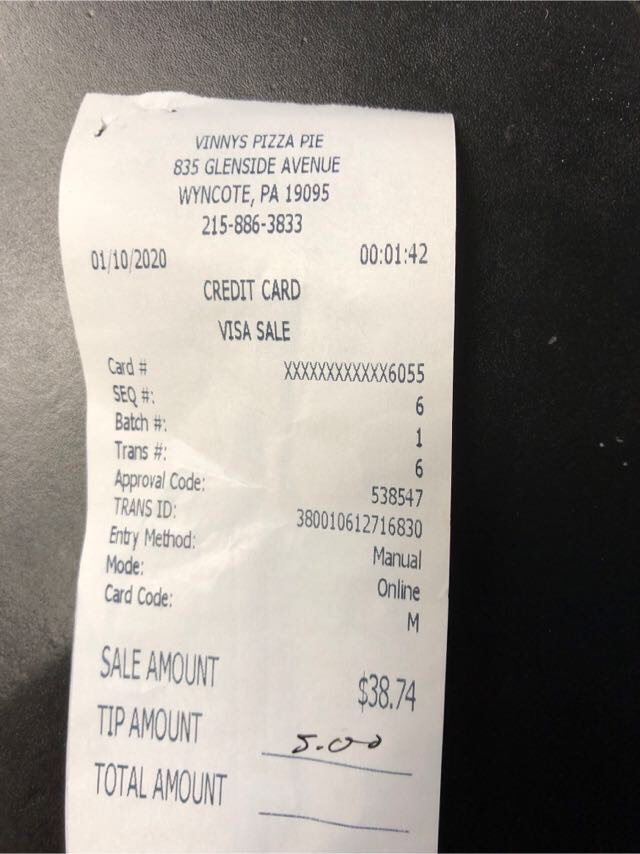 VINNYS PIZZA PIE
835 GLENSIDE AVENUE
WYNCOTE, PA 19095
215-886-3833
01/10/2020 00:01:42
CREDIT CARD
VISA SALE
Card # XXXXXXXXXXXX6055
SEQ #: 6
Batch #: 1
Trans #: 6
Approval Code: 538547
TRANS ID: 380010612716830
Entry Method: Manual
Mode: Online
Card Code: M
SALE AMOUNT $38.74
TIP AMOUNT 5.00
TOTAL AMOUNT